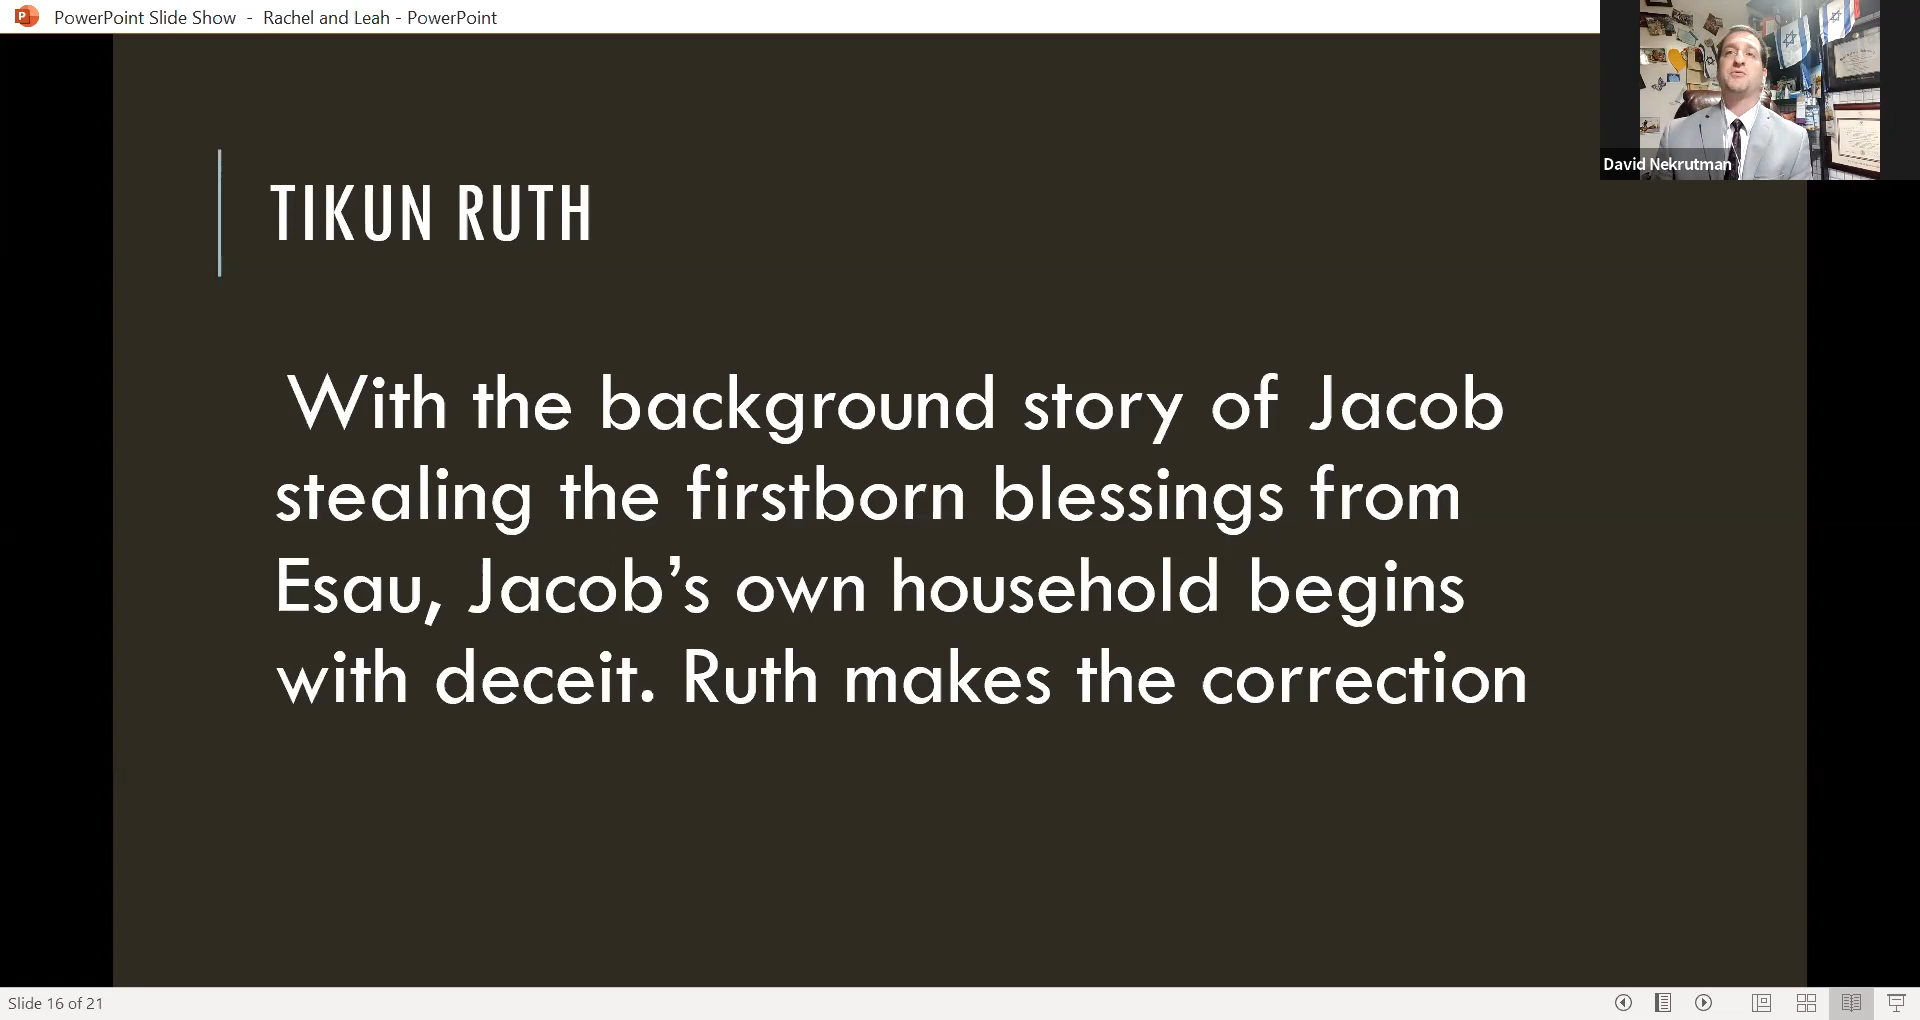 PowerPoint Slide Show - Rachel and Leah - PowerPoint
David Nekrutman
TIKUN RUTH
With the background story of Jacob
stealing the firstborn blessings from
Esau, Jacob’s own household begins
with deceit. Ruth makes the correction
Slide 16 of 21